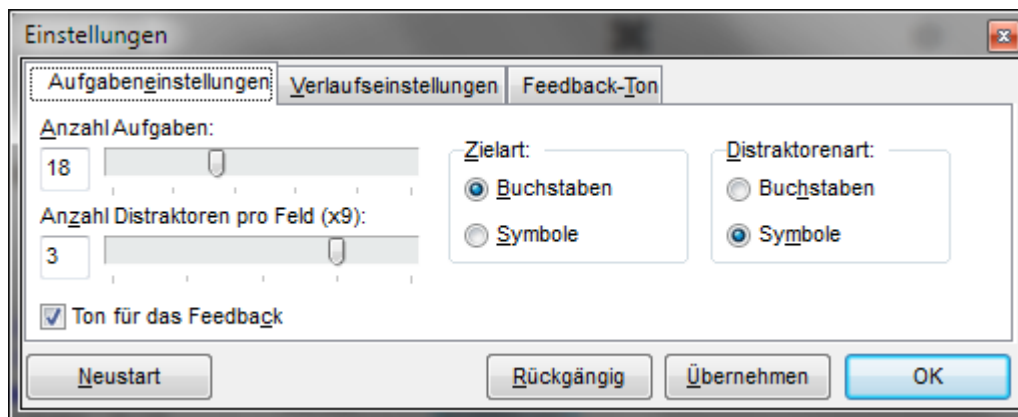 Einstellungen
Aufgabeneinstellungen Verlaufseinstellungen Feedback-Ton
Anzahl Aufgaben:
18
Anzahl Distraktoren pro Feld (x9):
3
Ton für das Feedback
Zielart:
Buchstaben
Symbole
Distraktorenart:
Buchstaben
Symbole
Neustart Rückgängig Übernehmen OK